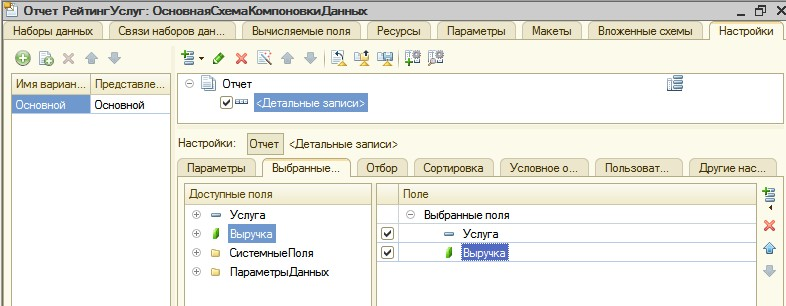 Отчет РейтингУслуг: ОсновнаяСхемаКомпоновкиДанных
Наборы данных Связи наборов дан... Вычисляемые поля Ресурсы Параметры Макеты Вложенные схемы Настройки
Имя вариан... Представле...
Основной Основной
Отчет
<Детальные записи>
Настройки: Отчет <Детальные записи>
Параметры Выбранные... Отбор Сортировка Условное о... Пользоват... Другие нас...
Доступные поля Поле
Услуга Выбранные поля
Выручка Услуга
СистемныеПоля Выручка
ПараметрыДанных